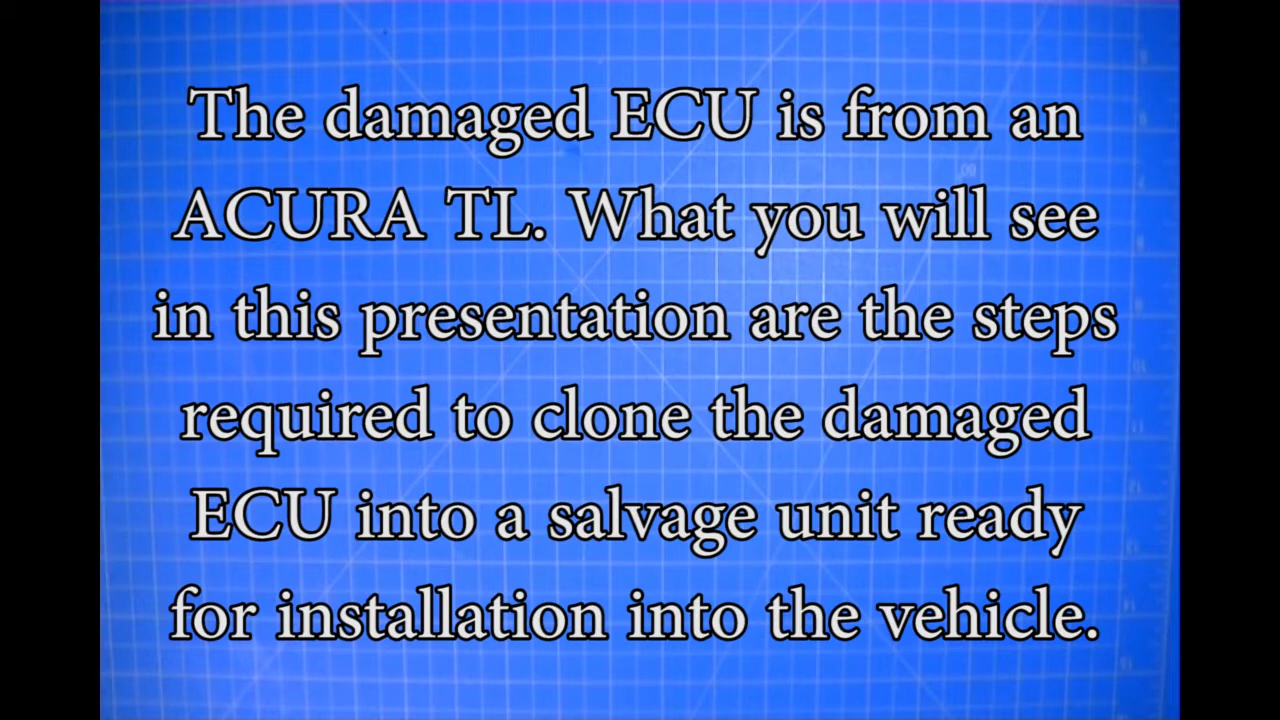 The damaged ECU is from an
ACURA TL. What you will see
in this presentation are the steps
required to clone the damaged
ECU into a salvage unit ready
for installation into the vehicle.